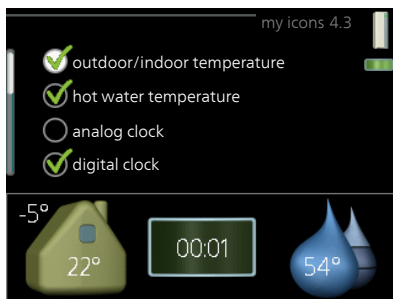 my icons 4.3
outdoor/indoor temperature
hot water temperature
analog clock
digital clock
-5°
22°
00:01
54°